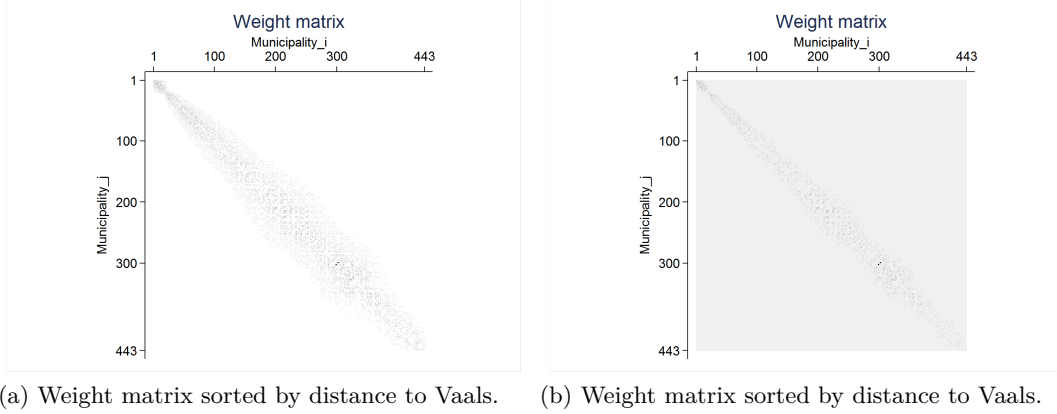 Weight matrix
Municipality_i
1 100 200 300 443
1
100
200
300
443
Municipality_j
Weight matrix
Municipality_i
1 100 200 300 443
1
100
200
300
443
Municipality_j
(a) Weight matrix sorted by distance to Vaals.
(b) Weight matrix sorted by distance to Vaals.